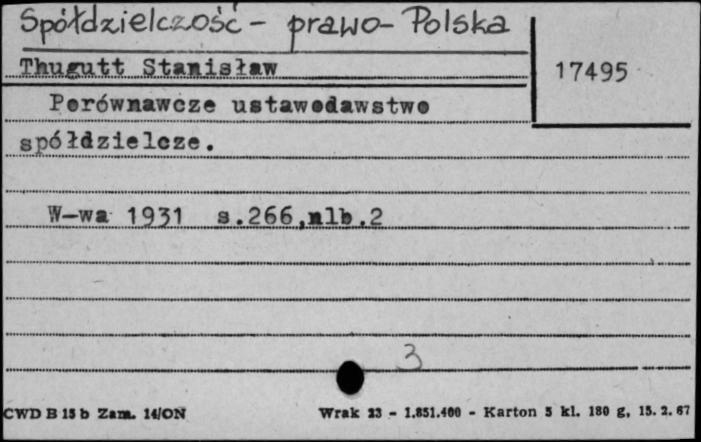 Spółdzielczość - prawo - Polska
Thugutt Stanisław
17495
Porównawcze ustawodawstwo
spółdzielcze.
W-wa 1931 s.266,nlb.2
3
CWD B 15 b Zam. 14/ON
Wrak 23 - 1.851.400 - Karton 5 kl. 180 g, 15. 2. 67